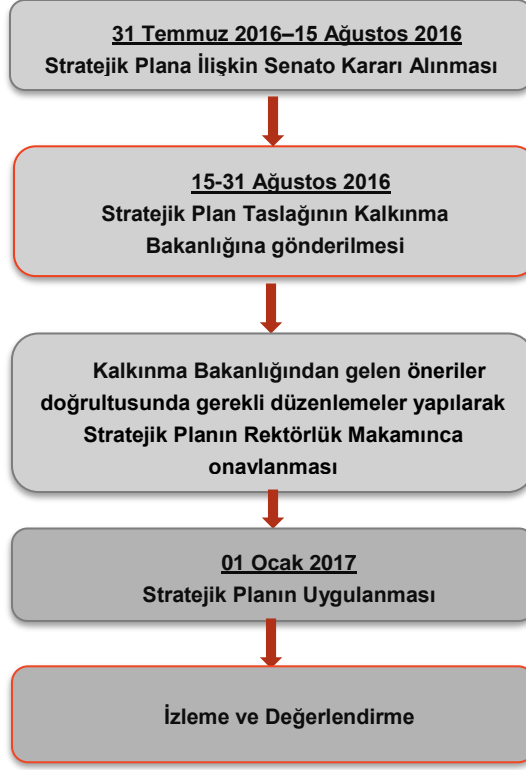 31 Temmuz 2016–15 Ağustos 2016
Stratejik Plana İlişkin Senato Kararı Alınması
15-31 Ağustos 2016
Stratejik Plan Taslağının Kalkınma
Bakanlığına gönderilmesi
Kalkınma Bakanlığından gelen öneriler
doğrultusunda gerekli düzenlemeler yapılarak
Stratejik Planın Rektörlük Makamınca
onavlanması
01 Ocak 2017
Stratejik Planın Uygulanması
İzleme ve Değerlendirme